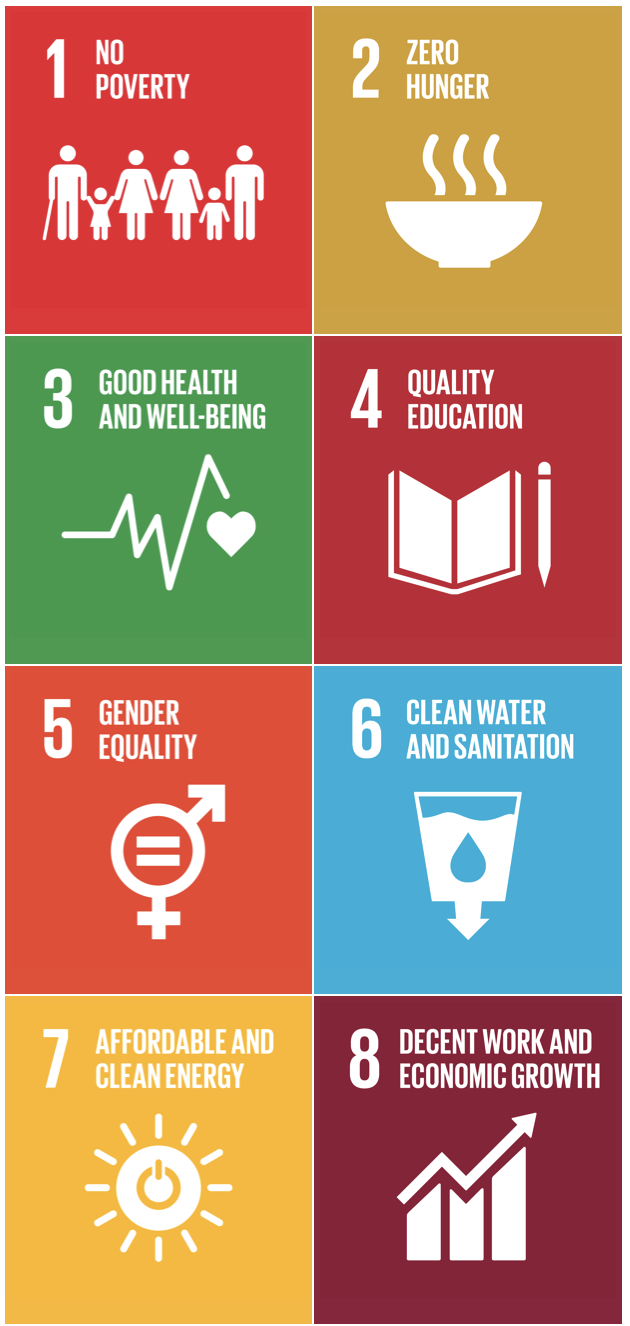 1 NO
POVERTY
2 ZERO
HUNGER
3 GOOD HEALTH
AND WELL-BEING
4 QUALITY
EDUCATION
5 GENDER
EQUALITY
6 CLEAN WATER
AND SANITATION
7 AFFORDABLE AND
CLEAN ENERGY
8 DECENT WORK AND
ECONOMIC GROWTH